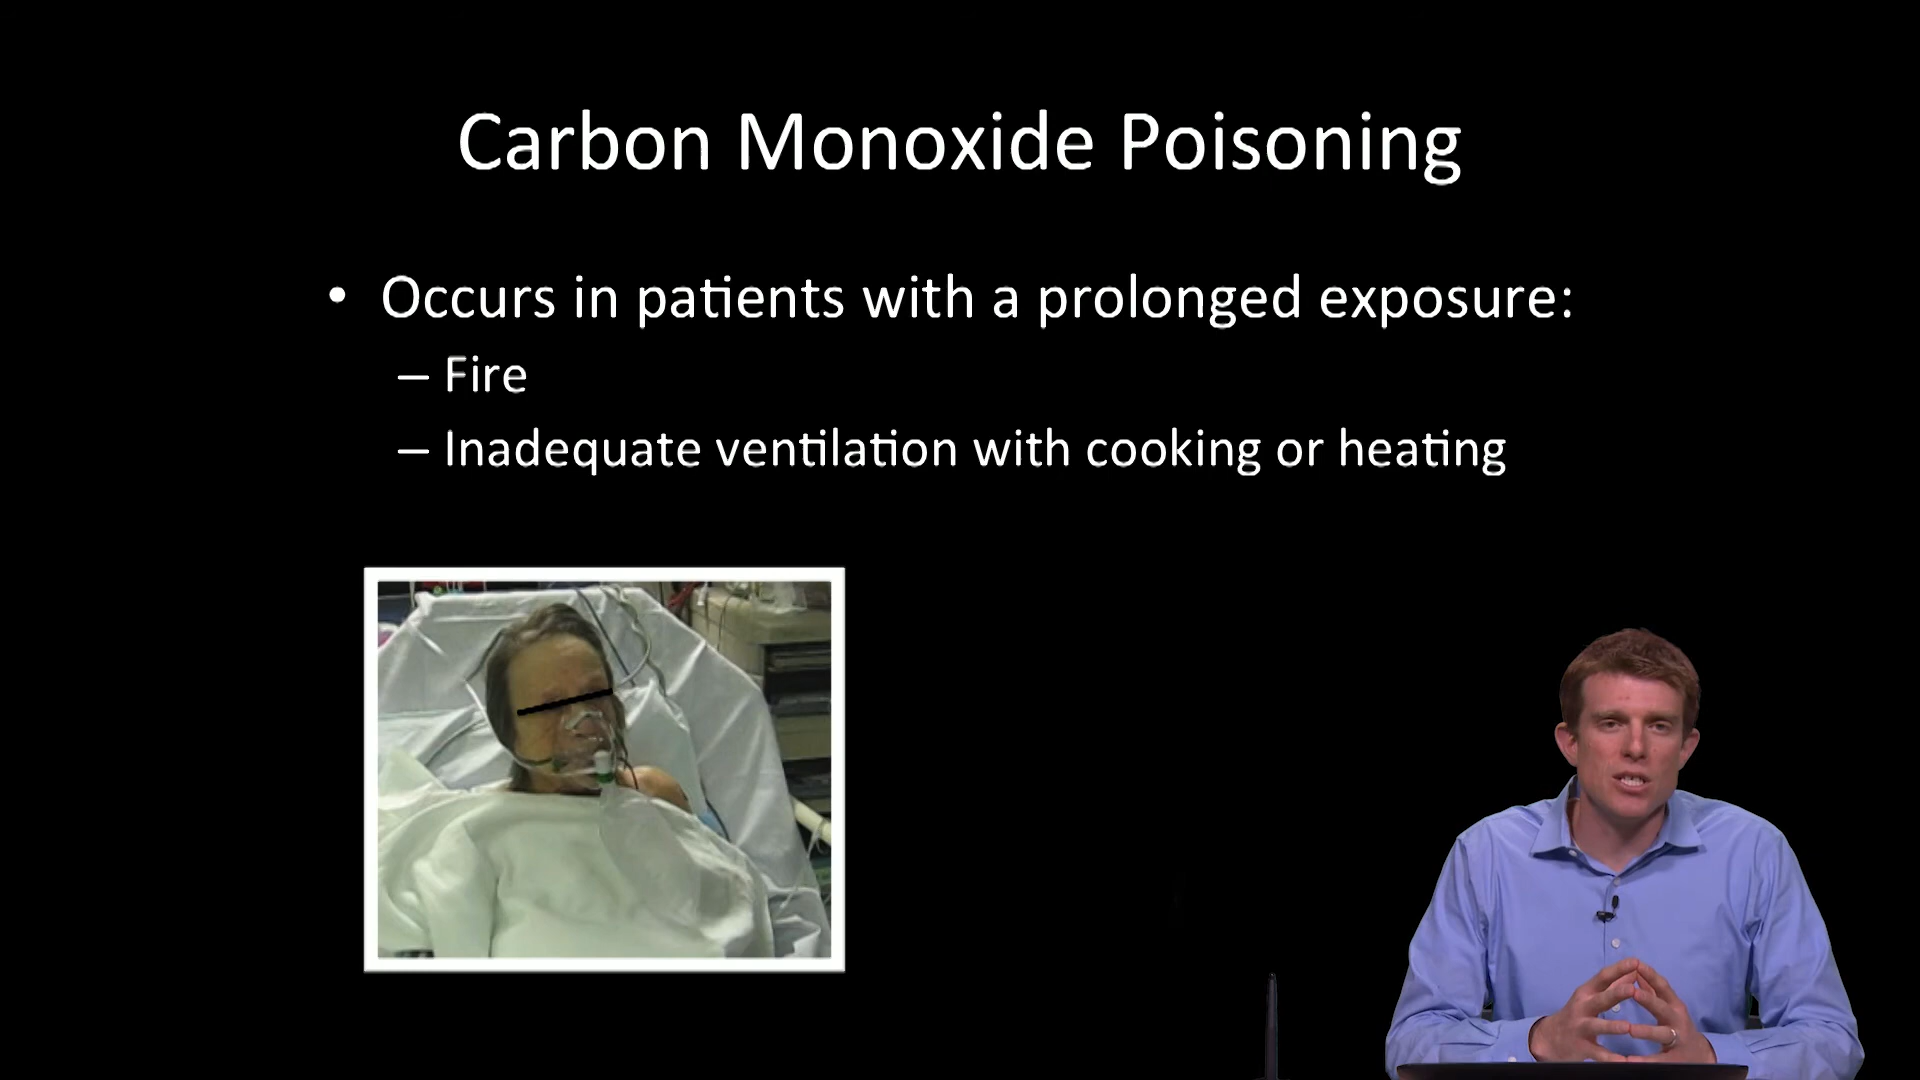 Carbon Monoxide Poisoning
• Occurs in patients with a prolonged exposure:
– Fire
– Inadequate ventilation with cooking or heating